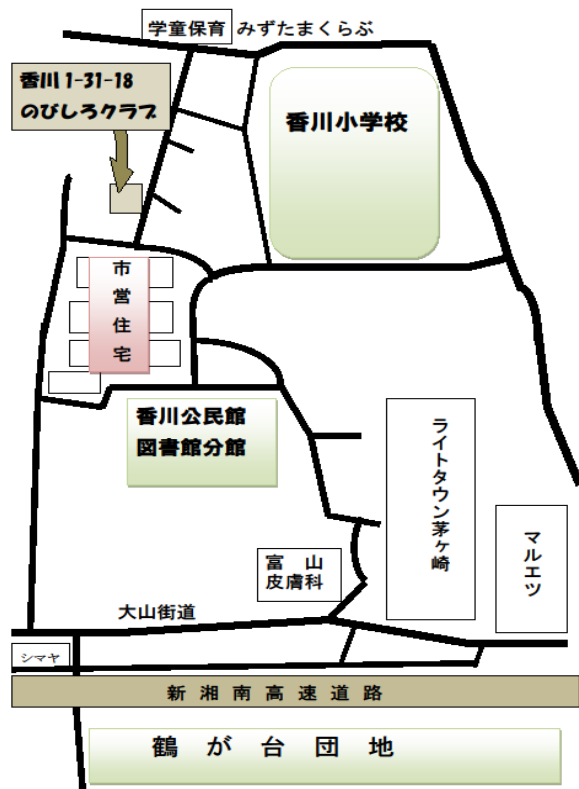 学童保育 みずたまくらぶ
香川 1-31-18
のびしろクラブ
香川小学校
市営住宅
香川公民館
図書館分館
ライトタウン茅ヶ崎
マルエツ
富 山
皮膚科
大山街道
シマヤ
新 湘 南 高 速 道 路
鶴 が 台 団 地